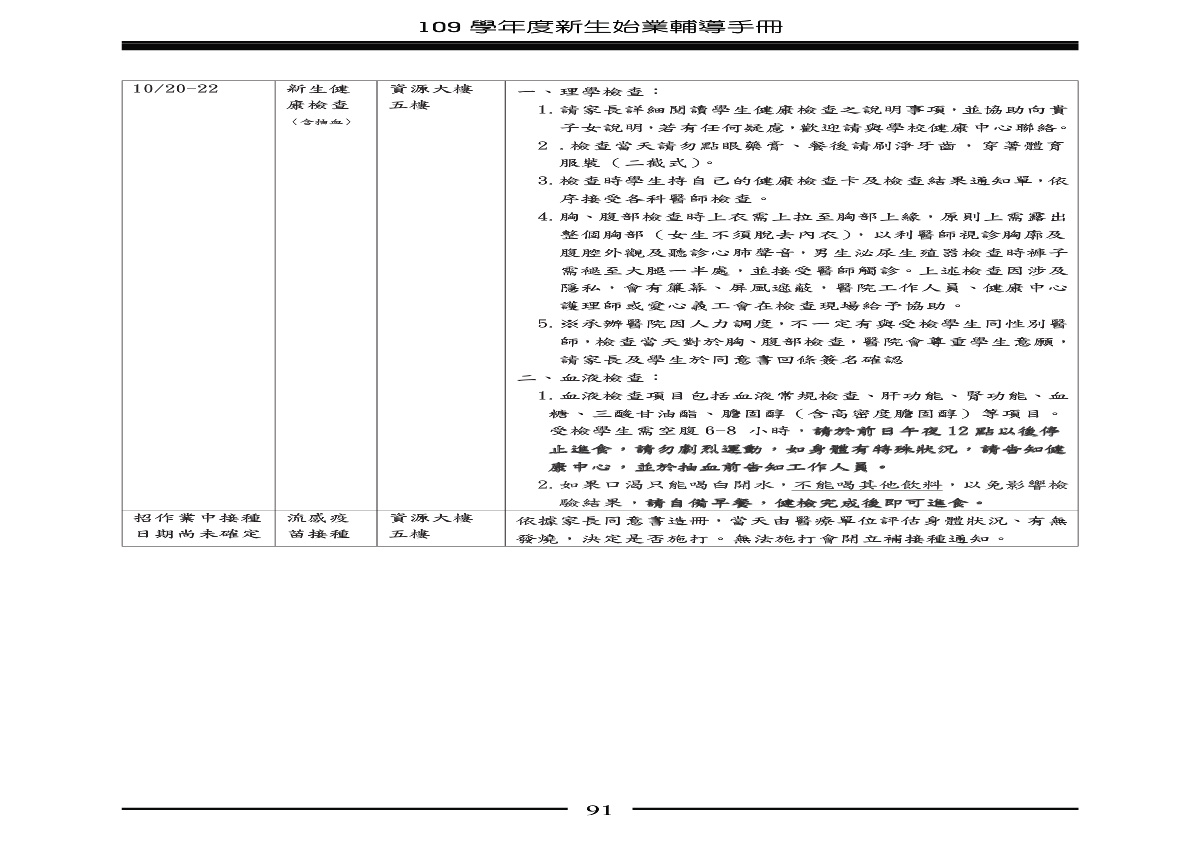 109 學年度新生始業輔導手冊
10/20-22
新生健
康檢查
（含抽血）
資源大樓
五樓
一、理學檢查：
1. 請家長詳細閱讀學生健康檢查之說明事項，並協助向貴
子女說明，若有任何疑慮，歡迎請與學校健康中心聯絡。
2 . 檢查當天請勿點眼藥膏、餐後請刷淨牙齒，穿著體育
服裝（二截式）。
3. 檢查時學生持自己的健康檢查卡及檢查結果通知單，依
序接受各科醫師檢查。
4. 胸、腹部檢查時上衣需上拉至胸部上緣，原則上需露出
整個胸部（女生不須脫去內衣），以利醫師視診胸廓及
腹腔外觀及聽診心肺聲音，男生泌尿生殖器檢查時褲子
需褪至大腿一半處，並接受醫師觸診。上述檢查因涉及
隱私，會有簾幕、屏風遮蔽，醫院工作人員、健康中心
護理師或愛心義工會在檢查現場給予協助。
5. ※承辦醫院因人力調度，不一定有與受檢學生同性別醫
師，檢查當天對於胸、腹部檢查，醫院會尊重學生意願，
請家長及學生於同意書回條簽名確認
二、血液檢查：
1. 血液檢查項目包括血液常規檢查、肝功能、腎功能、血
糖、三酸甘油酯、膽固醇（含高密度膽固醇）等項目。
受檢學生需空腹 6-8 小時，請於前日午夜 12 點以後停
止進食，請勿劇烈運動，如身體有特殊狀況，請告知健
康中心，並於抽血前告知工作人員。
2. 如果口渴只能喝白開水，不能喝其他飲料，以免影響檢
驗結果，請自備早餐，健檢完成後即可進食。
招作業中接種
日期尚未確定
流感疫
苗接種
資源大樓
五樓
依據家長同意書造冊，當天由醫療單位評估身體狀況、有無
發燒，決定是否施打。無法施打會開立補接種通知。
91